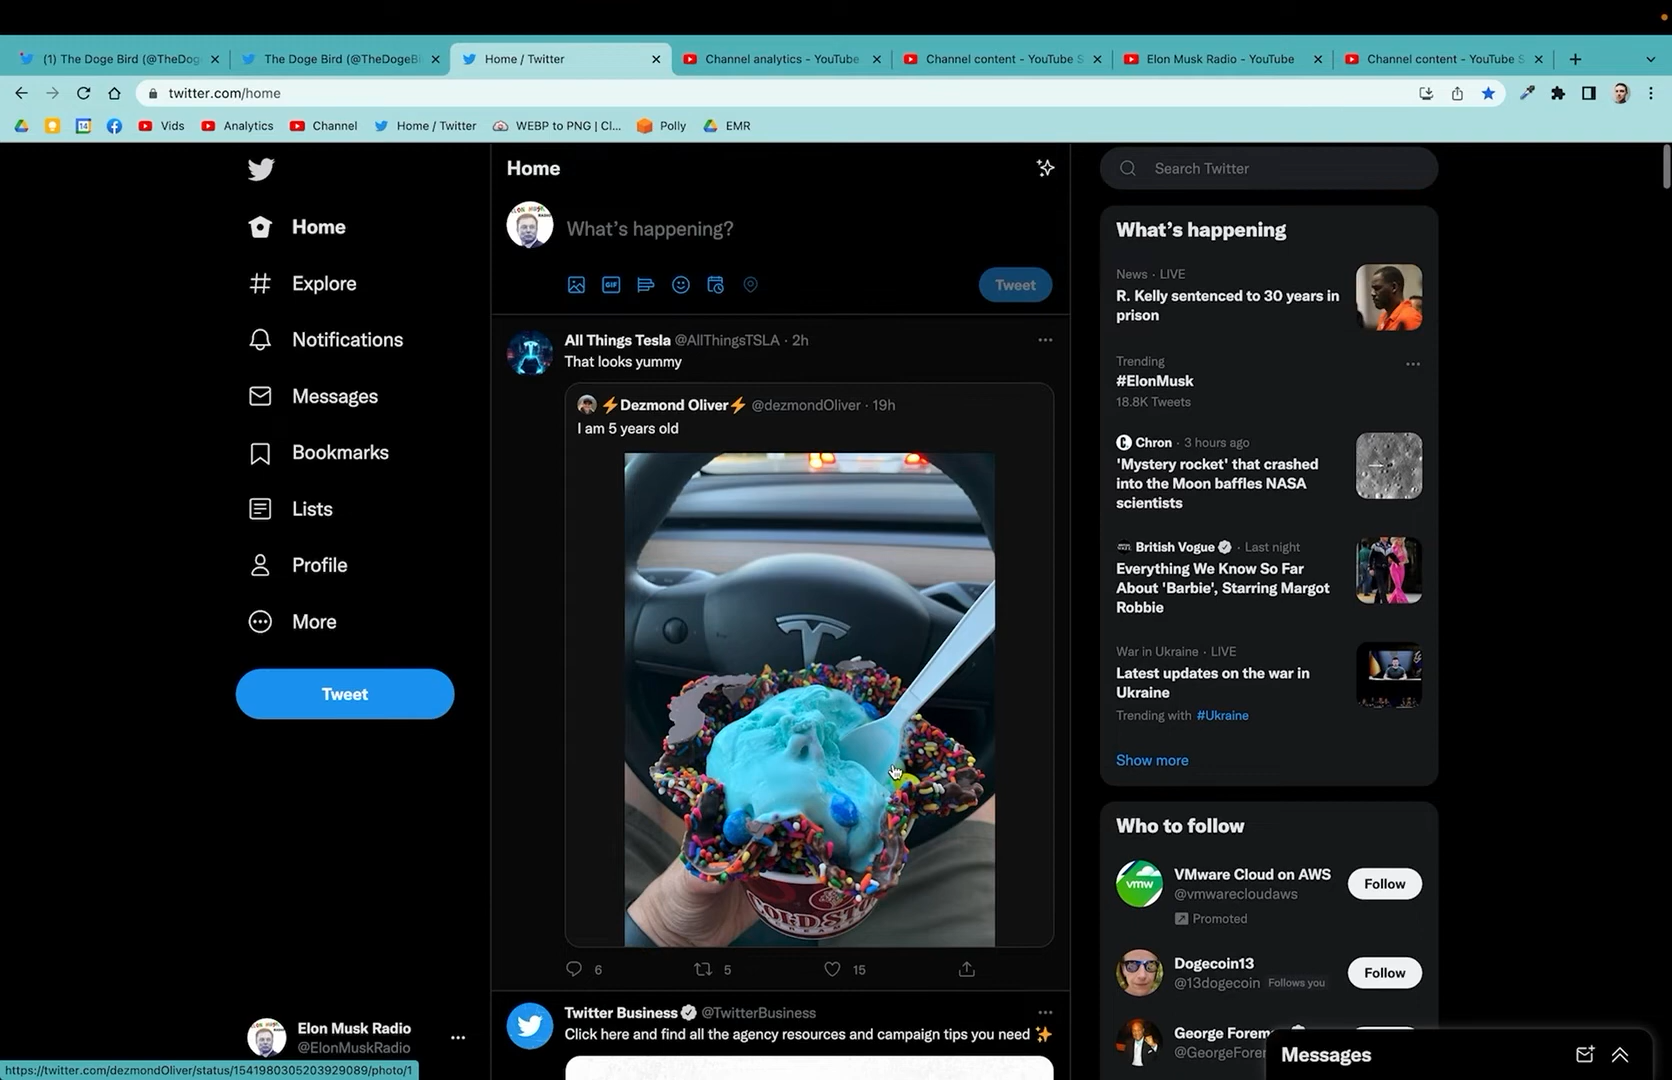 (1) The Doge Bird (@TheDog
The Doge Bird (@TheDogeBi
Home / Twitter
Channel analytics - YouTube
Channel content - YouTube S
Elon Musk Radio - YouTube
Channel content - YouTube S
twitter.com/home
Vids
Analytics
Channel
Home / Twitter
WEBP to PNG | Cl...
Polly
EMR
Home
Explore
Notifications
Messages
Bookmarks
Lists
Profile
More
Tweet
Elon Musk Radio
@ElonMuskRadio
https://twitter.com/dezmondOliver/status/1541980305203929089/photo/1
Home
What's happening?
GIF
Tweet
All Things Tesla @AllThingsTSLA · 2h
That looks yummy
⚡Dezmond Oliver⚡ @dezmondOliver · 19h
I am 5 years old
6
5
15
Twitter Business @TwitterBusiness
Click here and find all the agency resources and campaign tips you need ✨
Search Twitter
What's happening
News · LIVE
R. Kelly sentenced to 30 years in
prison
Trending
#ElonMusk
18.8K Tweets
Chron · 3 hours ago
'Mystery rocket' that crashed
into the Moon baffles NASA
scientists
British Vogue · Last night
Everything We Know So Far
About 'Barbie', Starring Margot
Robbie
War in Ukraine · LIVE
Latest updates on the war in
Ukraine
Trending with #Ukraine
Show more
Who to follow
VMware Cloud on AWS
@vmwarecloudaws
Promoted
Follow
vmw
Dogecoin13
@13dogecoin Follows you
Follow
George Forem
@GeorgeForer
Messages